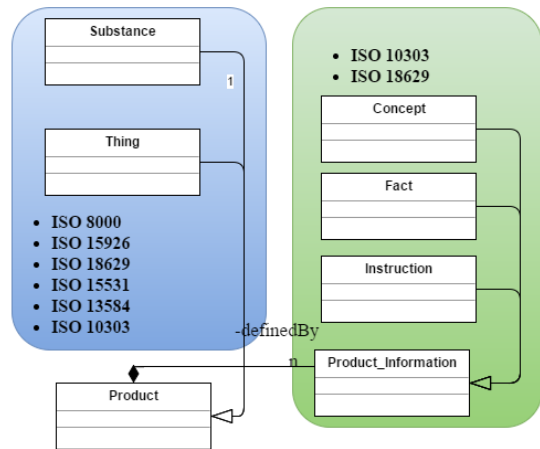 Substance
1
Thing
• ISO 8000
• ISO 15926
• ISO 18629
• ISO 15531
• ISO 13584
• ISO 10303
• ISO 10303
• ISO 18629
Concept
Fact
Instruction
-definedBy
n
Product_Information
Product